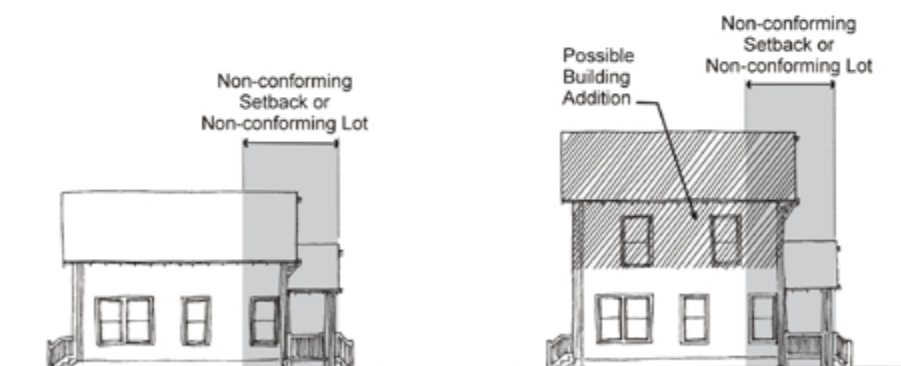 Non-conforming
Setback or
Non-conforming Lot
Possible
Building
Addition
Non-conforming
Setback or
Non-conforming Lot